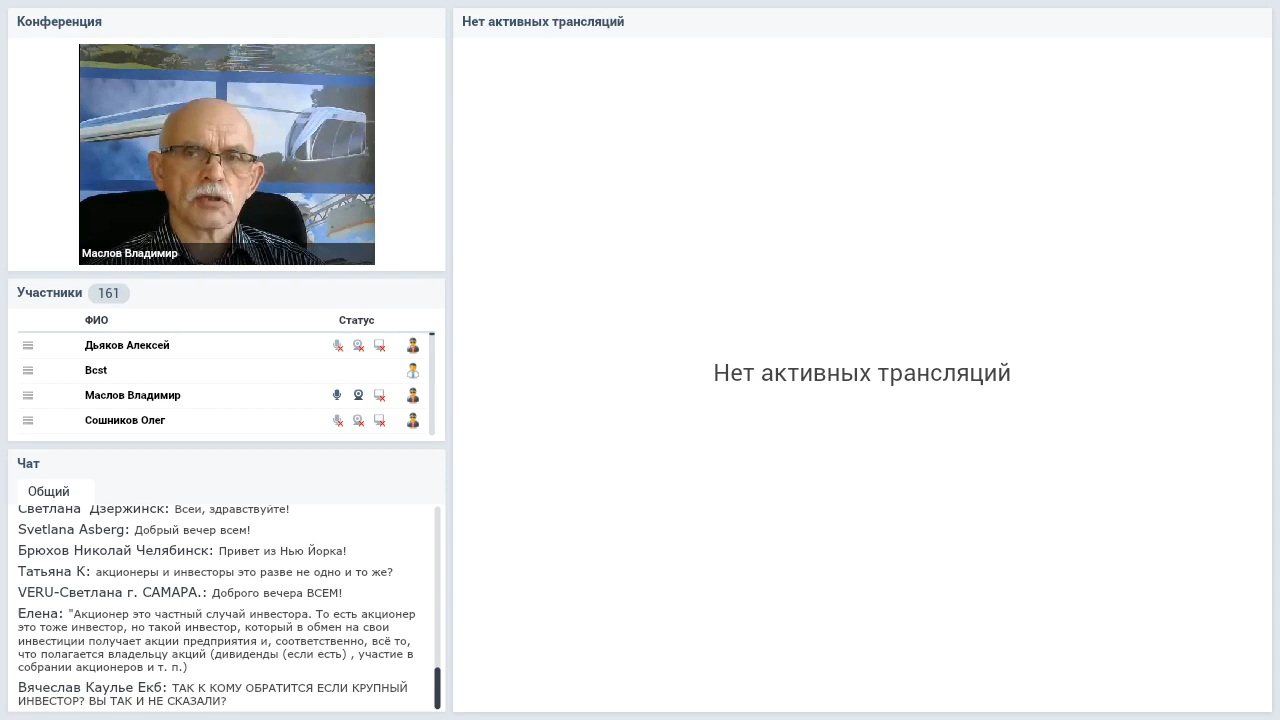 Конференция
Нет активных трансляций
Маслов Владимир
Участники 161
ФИО Статус
Дьяков Алексей
Bcst
Маслов Владимир
Сошников Олег
Чат
Общий
Светлана Дзержинск: Всеи, здравствуйте!
Svetlana Asberg: Добрый вечер всем!
Брюхов Николай Челябинск: Привет из Нью Йорка!
Татьяна К: акционеры и инвесторы это разве не одно и то же?
VERU-Светлана г. САМАРА.: Доброго вечера ВСЕМ!
Елена: "Акционер это частный случай инвестора. То есть акционер
это тоже инвестор, но такой инвестор, который в обмен на свои
инвестиции получает акции предприятия и, соответственно, всё то,
что полагается владельцу акций (дивиденды (если есть) , участие в
собрании акционеров и т. п.)
Вячеслав Каулье Екб: ТАК К КОМУ ОБРАТИТСЯ ЕСЛИ КРУПНЫЙ
ИНВЕСТОР? ВЫ ТАК И НЕ СКАЗАЛИ?
Нет активных трансляций